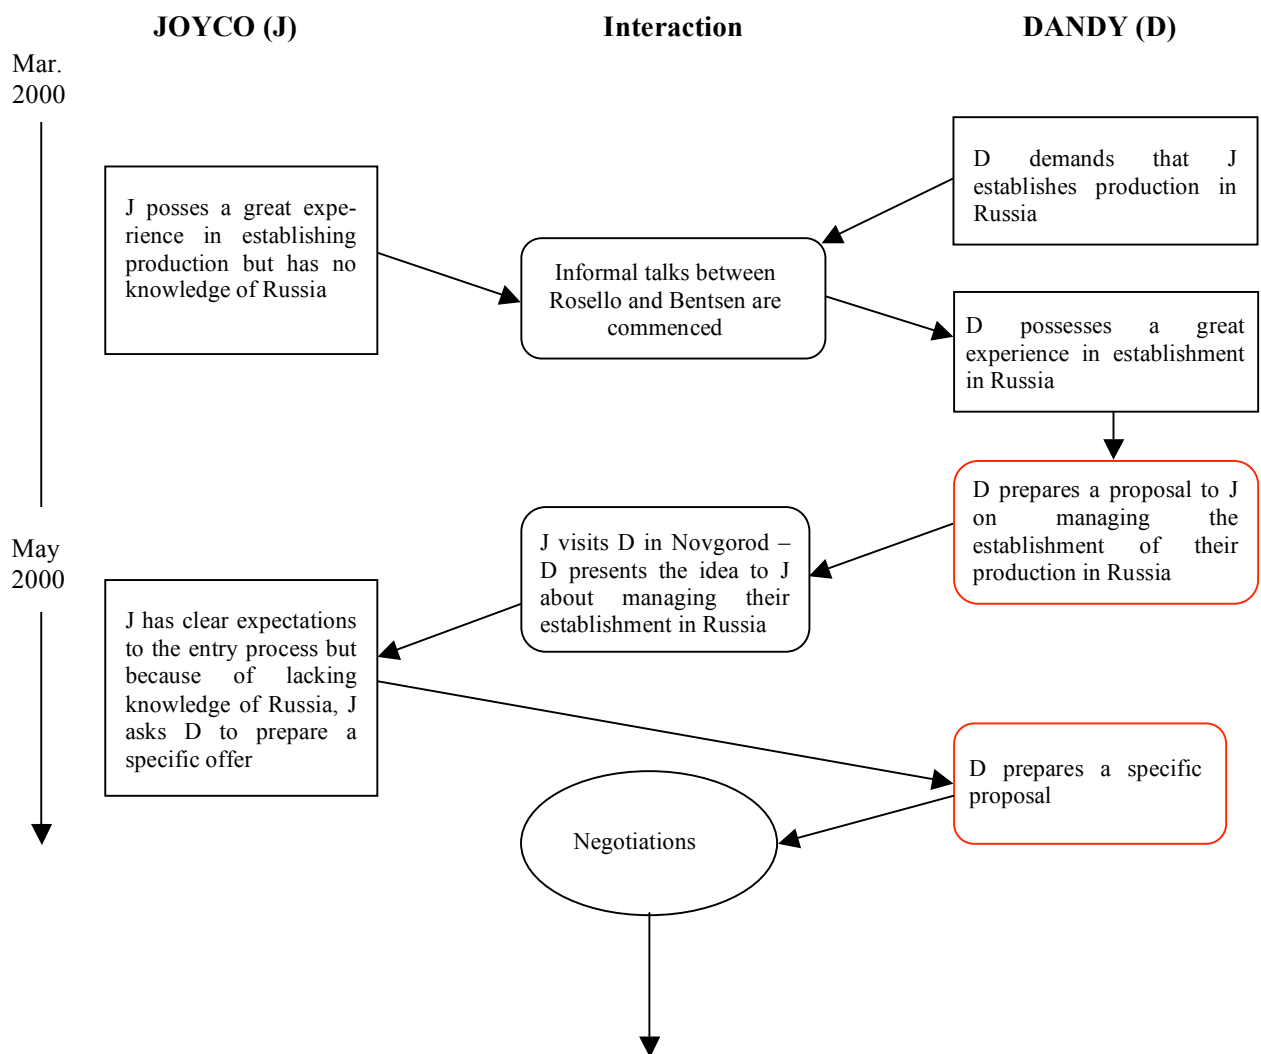 JOYCO (J)
Interaction
DANDY (D)
Mar.
2000
D demands that J
establishes production in
Russia
J posses a great expe-
rience in establishing
production but has no
knowledge of Russia
Informal talks between
Rosello and Bentsen are
commenced
D possesses a great
experience in establishment
in Russia
D prepares a proposal to J
on managing the
establishment of their
production in Russia
J visits D in Novgorod –
D presents the idea to J
about managing their
establishment in Russia
May
2000
J has clear expectations
to the entry process but
because of lacking
knowledge of Russia, J
asks D to prepare a
specific offer
D prepares a specific
proposal
Negotiations